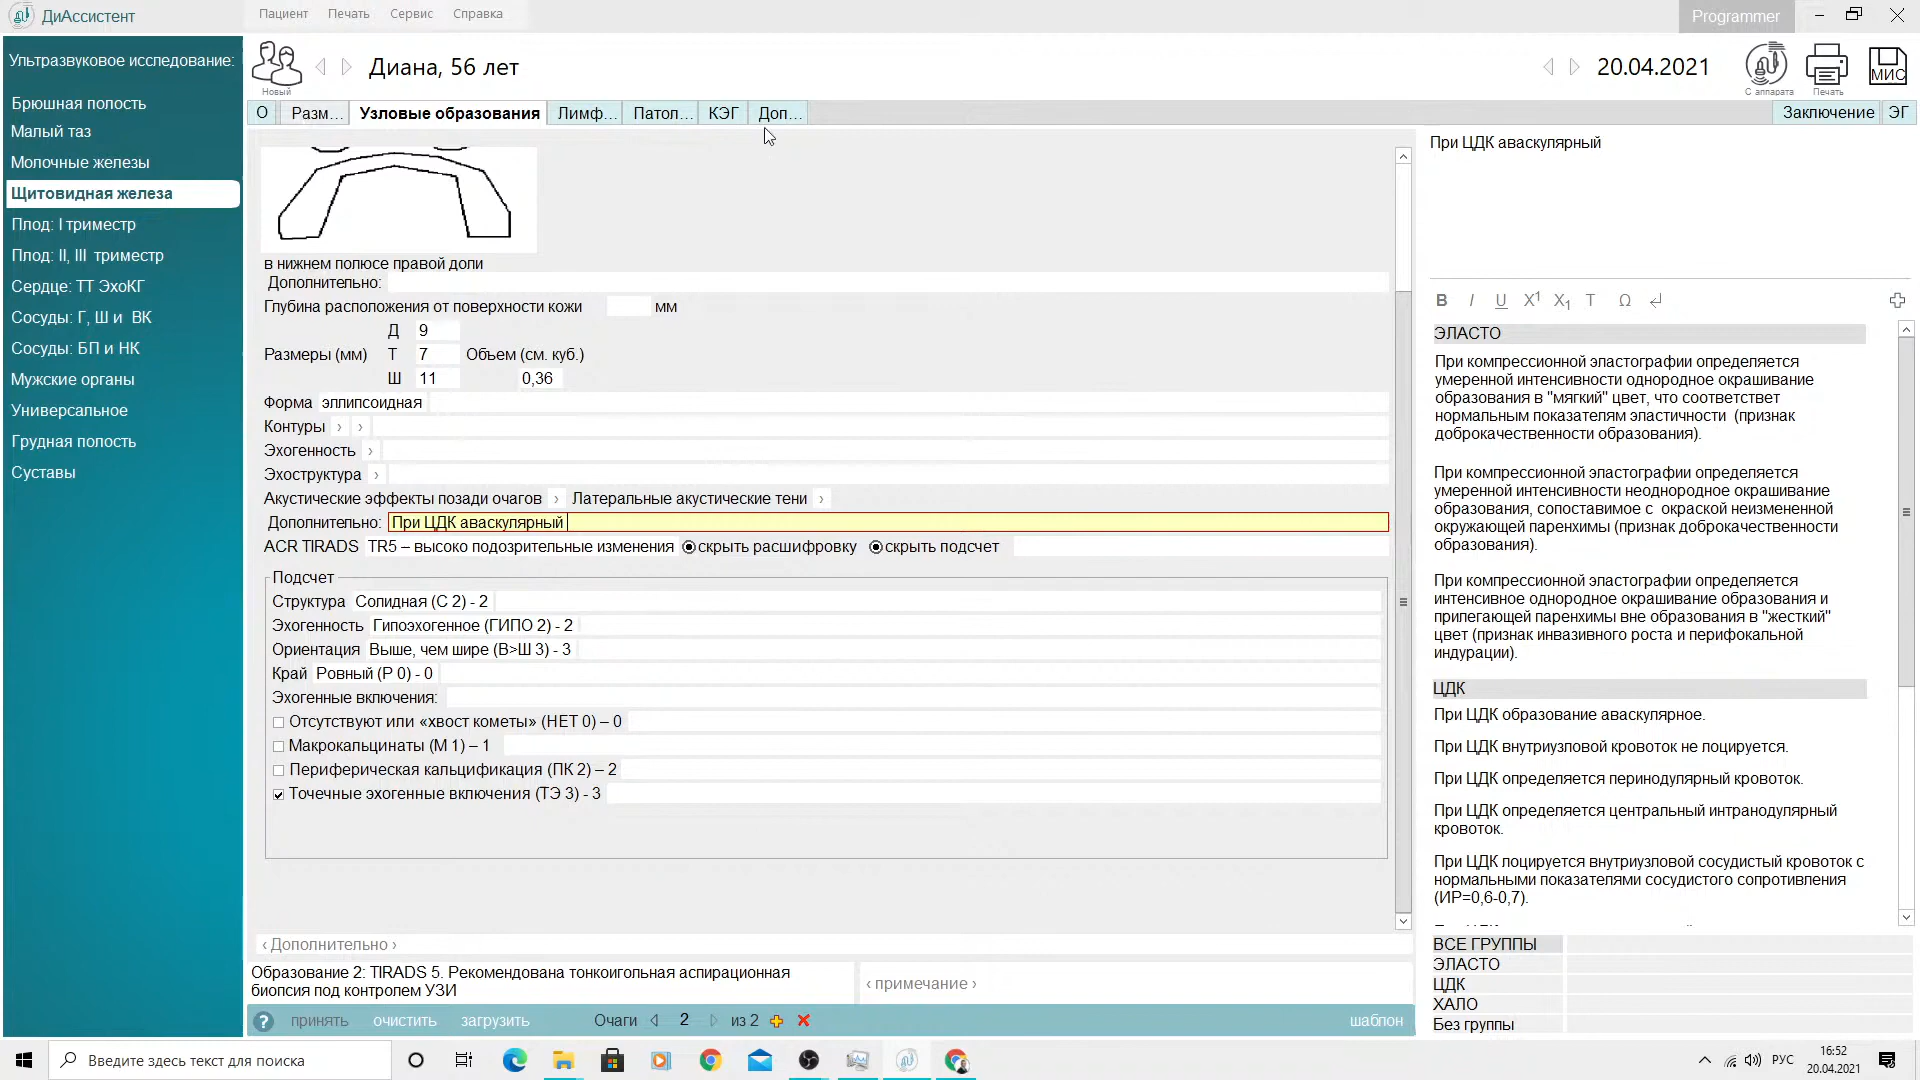 ДиАссистент
Пациент Печать Сервис Справка
Programmer
Ультразвуковое исследование:
Брюшная полость
Малый таз
Молочные железы
Щитовидная железа
Плод: I триместр
Плод: II, III триместр
Сердце: ТТ ЭхоКГ
Сосуды: Г, Ш и ВК
Сосуды: БП и НК
Мужские органы
Универсальное
Грудная полость
Суставы
Новый
Диана, 56 лет
20.04.2021
С аппарата
Печать
МИС
О Разм... Узловые образования Лимф... Патол... КЭГ Доп...
Заключение ЭГ
в нижнем полюсе правой доли
Дополнительно:
Глубина расположения от поверхности кожи мм
Д 9
Размеры (мм) Т 7 Объем (см. куб.)
Ш 11 0,36
Форма эллипсоидная
Контуры › ›
Эхогенность ›
Эхоструктура ›
Акустические эффекты позади очагов › Латеральные акустические тени ›
Дополнительно: При ЦДК аваскулярный
ACR TIRADS TR5 – высоко подозрительные изменения скрыть расшифровку скрыть подсчет
Подсчет
Структура Солидная (С 2) - 2
Эхогенность Гипоэхогенное (ГИПО 2) - 2
Ориентация Выше, чем шире (В>Ш 3) - 3
Край Ровный (Р 0) - 0
Эхогенные включения:
Отсутствуют или «хвост кометы» (НЕТ 0) – 0
Макрокальцинаты (М 1) – 1
Периферическая кальцификация (ПК 2) – 2
Точечные эхогенные включения (ТЭ 3) - 3
‹ Дополнительно ›
Образование 2: TIRADS 5. Рекомендована тонкоигольная аспирационная
биопсия под контролем УЗИ
‹ примечание ›
? принять очистить загрузить Очаги 2 из 2 шаблон
При ЦДК аваскулярный
B I U X1 X1 T Ω
ЭЛАСТО
При компрессионной эластографии определяется
умеренной интенсивности однородное окрашивание
образования в "мягкий" цвет, что соответствет
нормальным показателям эластичности (признак
доброкачественности образования).
При компрессионной эластографии определяется
умеренной интенсивности неоднородное окрашивание
образования, сопоставимое с окраской неизмененной
окружающей паренхимы (признак доброкачественности
образования).
При компрессионной эластографии определяется
интенсивное однородное окрашивание образования и
прилегающей паренхимы вне образования в "жесткий"
цвет (признак инвазивного роста и перифокальной
индурации).
ЦДК
При ЦДК образование аваскулярное.
При ЦДК внутриузловой кровоток не лоцируется.
При ЦДК определяется перинодулярный кровоток.
При ЦДК определяется центральный интранодулярный
кровоток.
При ЦДК лоцируется внутриузловой сосудистый кровоток с
нормальными показателями сосудистого сопротивления
(ИР=0,6-0,7).
ВСЕ ГРУППЫ
ЭЛАСТО
ЦДК
ХАЛО
Без группы
Введите здесь текст для поиска
РУС
16:52
20.04.2021